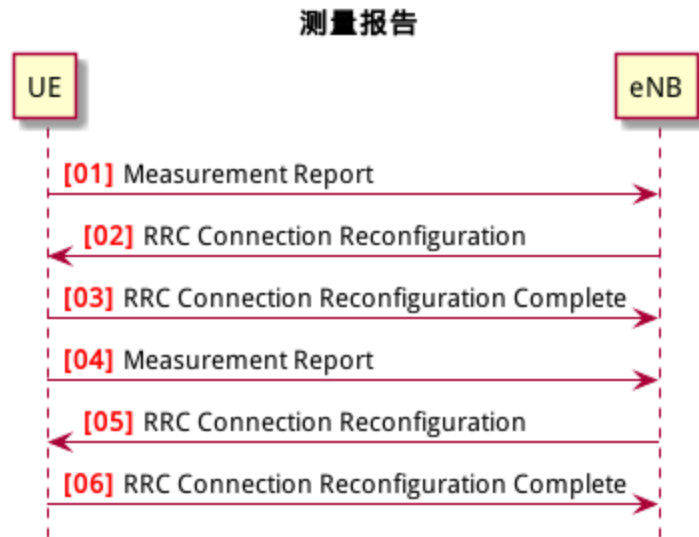 测量报告
UE
eNB
[01] Measurement Report
[02] RRC Connection Reconfiguration
[03] RRC Connection Reconfiguration Complete
[04] Measurement Report
[05] RRC Connection Reconfiguration
[06] RRC Connection Reconfiguration Complete